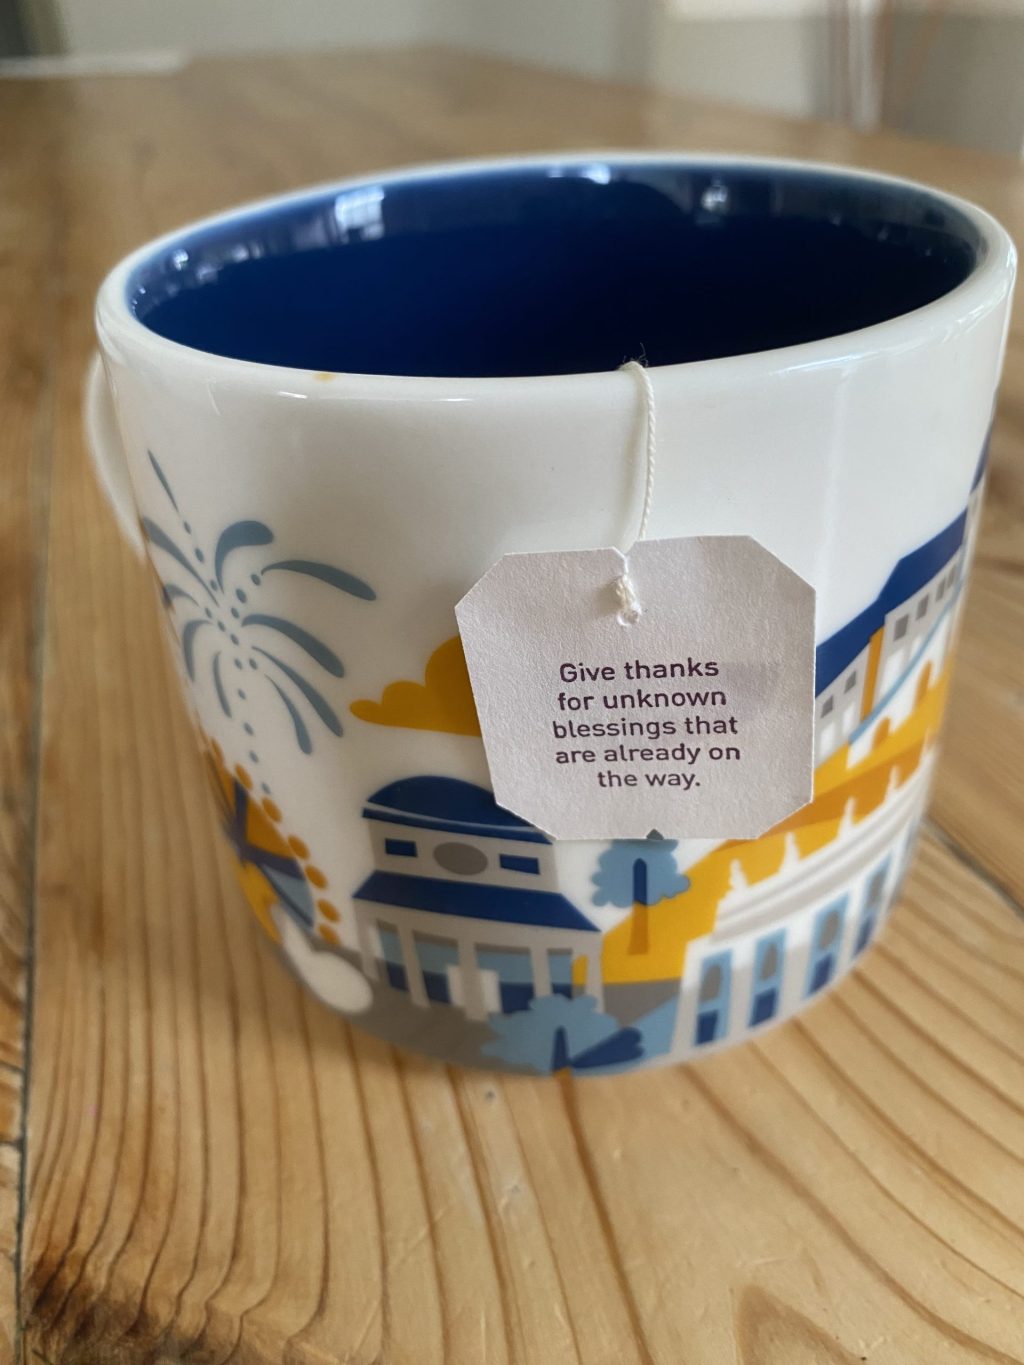 Give thanks
for unknown
blessings that
are already on
the way.